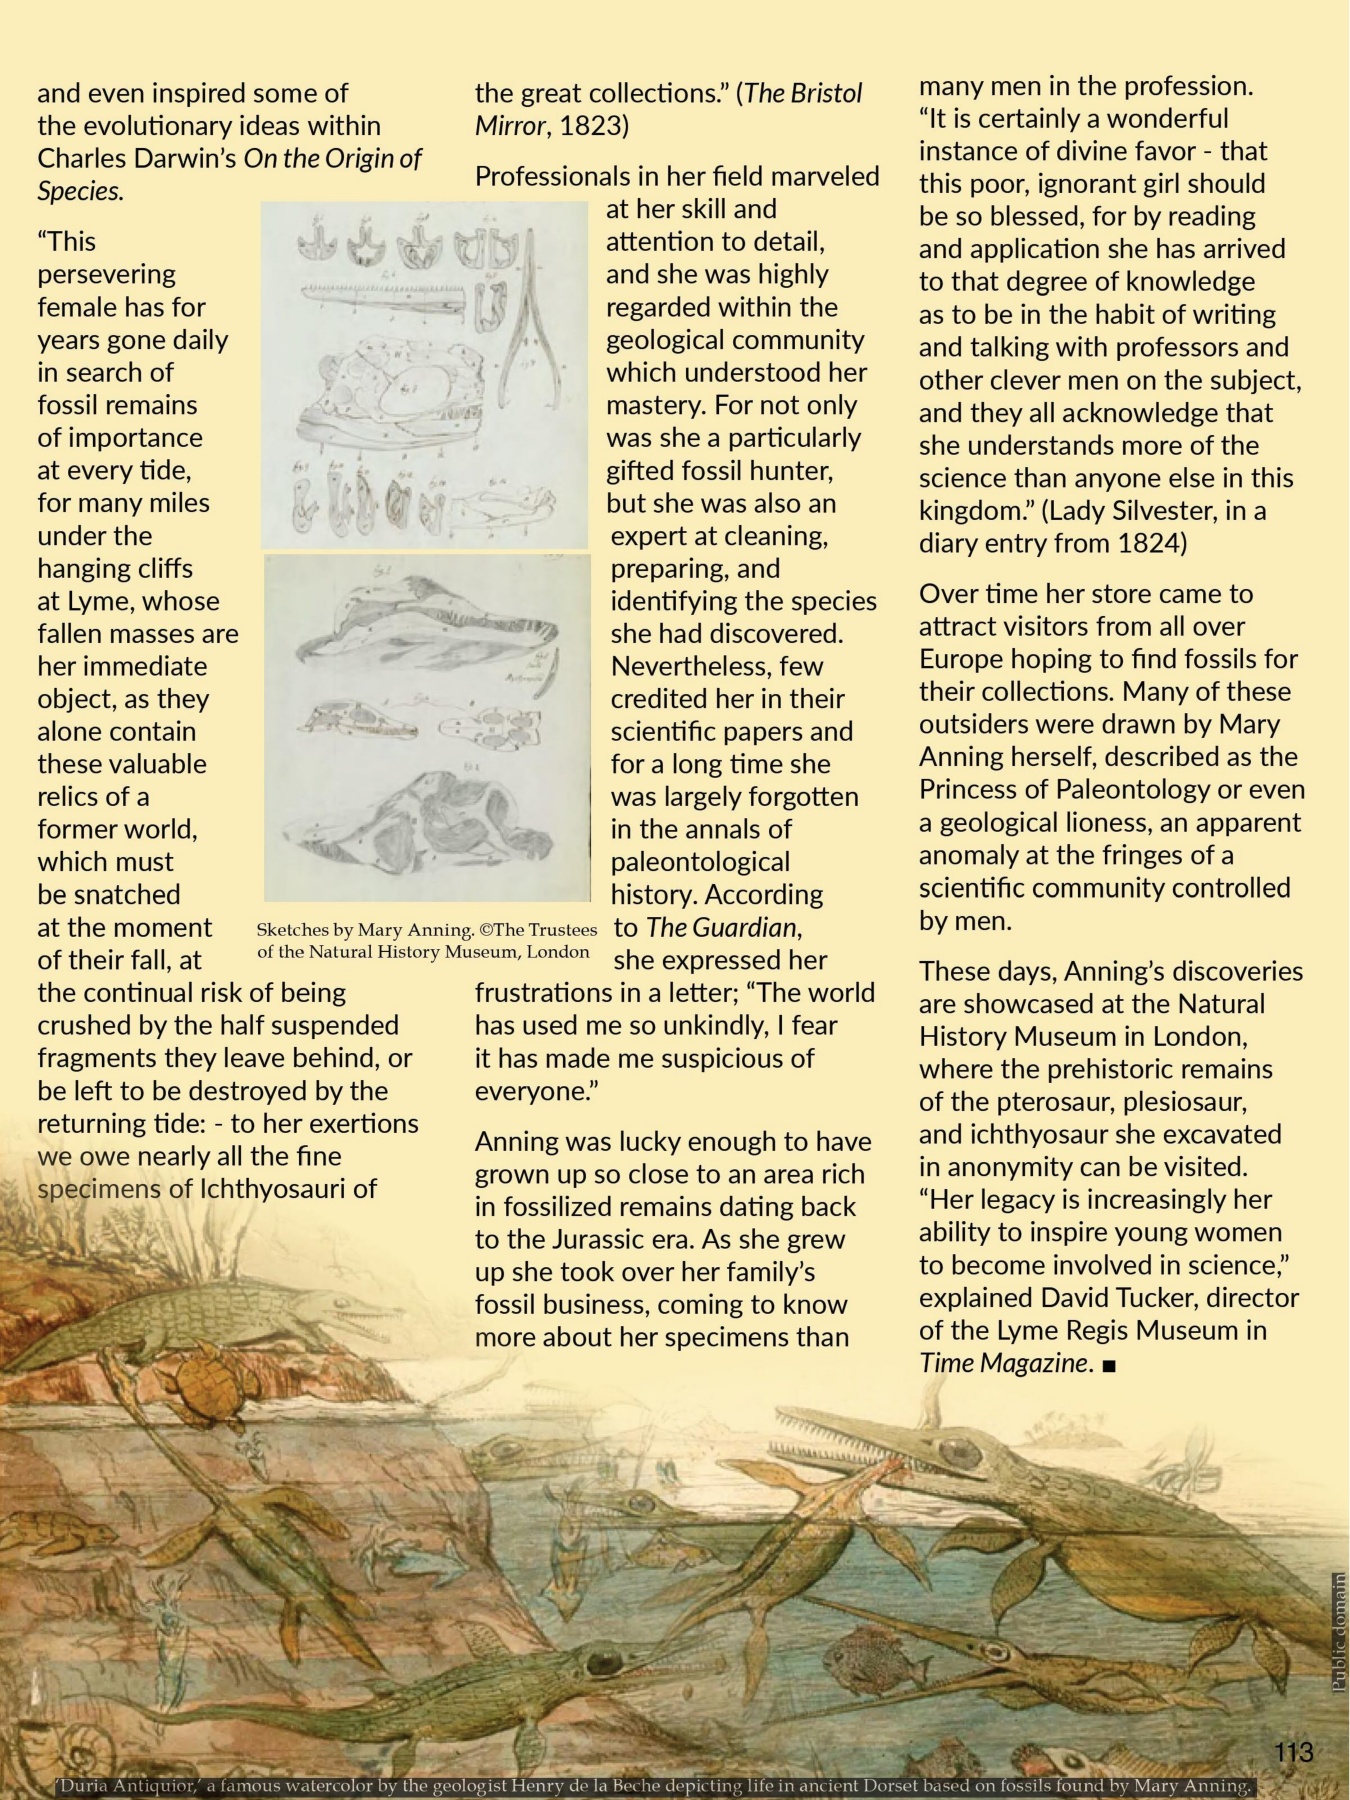 and even inspired some of
the evolutionary ideas within
Charles Darwin’s On the Origin of
Species.
“This
persevering
female has for
years gone daily
in search of
fossil remains
of importance
at every tide,
for many miles
under the
hanging cliffs
at Lyme, whose
fallen masses are
her immediate
object, as they
alone contain
these valuable
relics of a
former world,
which must
be snatched
at the moment
of their fall, at
the continual risk of being
crushed by the half suspended
fragments they leave behind, or
be left to be destroyed by the
returning tide: - to her exertions
we owe nearly all the fine
specimens of Ichthyosauri of
Sketches by Mary Anning. ©The Trustees
of the Natural History Museum, London
the great collections.” (The Bristol
Mirror, 1823)
Professionals in her field marveled
at her skill and
attention to detail,
and she was highly
regarded within the
geological community
which understood her
mastery. For not only
was she a particularly
gifted fossil hunter,
but she was also an
expert at cleaning,
preparing, and
identifying the species
she had discovered.
Nevertheless, few
credited her in their
scientific papers and
for a long time she
was largely forgotten
in the annals of
paleontological
history. According
to The Guardian,
she expressed her
frustrations in a letter; “The world
has used me so unkindly, I fear
it has made me suspicious of
everyone.”
Anning was lucky enough to have
grown up so close to an area rich
in fossilized remains dating back
to the Jurassic era. As she grew
up she took over her family’s
fossil business, coming to know
more about her specimens than
many men in the profession.
“It is certainly a wonderful
instance of divine favor - that
this poor, ignorant girl should
be so blessed, for by reading
and application she has arrived
to that degree of knowledge
as to be in the habit of writing
and talking with professors and
other clever men on the subject,
and they all acknowledge that
she understands more of the
science than anyone else in this
kingdom.” (Lady Silvester, in a
diary entry from 1824)
Over time her store came to
attract visitors from all over
Europe hoping to find fossils for
their collections. Many of these
outsiders were drawn by Mary
Anning herself, described as the
Princess of Paleontology or even
a geological lioness, an apparent
anomaly at the fringes of a
scientific community controlled
by men.
These days, Anning’s discoveries
are showcased at the Natural
History Museum in London,
where the prehistoric remains
of the pterosaur, plesiosaur,
and ichthyosaur she excavated
in anonymity can be visited.
“Her legacy is increasingly her
ability to inspire young women
to become involved in science,”
explained David Tucker, director
of the Lyme Regis Museum in
Time Magazine. ■
Public domain
113
‘Duria Antiquior,’ a famous watercolor by the geologist Henry de la Beche depicting life in ancient Dorset based on fossils found by Mary Anning.